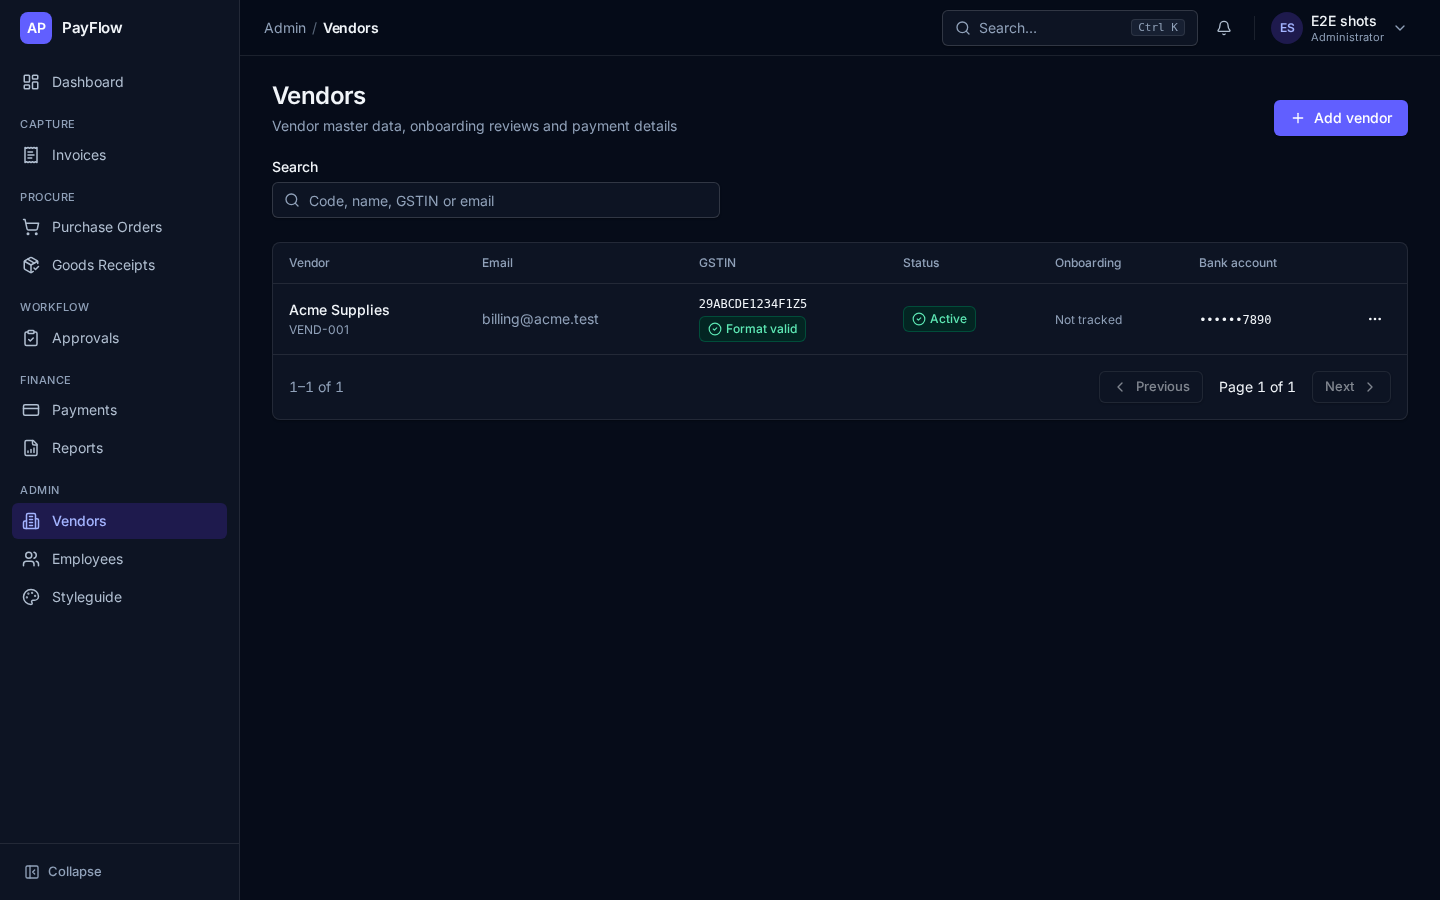 AP PayFlow
Admin / Vendors
Search...
Ctrl K
ES
E2E shots
Administrator
Dashboard
CAPTURE
Invoices
PROCURE
Purchase Orders
Goods Receipts
WORKFLOW
Approvals
FINANCE
Payments
Reports
ADMIN
Vendors
Employees
Styleguide
Collapse
Vendors
Vendor master data, onboarding reviews and payment details
Add vendor
Search
Code, name, GSTIN or email
Vendor Email GSTIN Status Onboarding Bank account
Acme Supplies
VEND-001
billing@acme.test
29ABCDE1234F1Z5
Format valid
Active
Not tracked
••••••7890
1–1 of 1
Previous
Page 1 of 1
Next